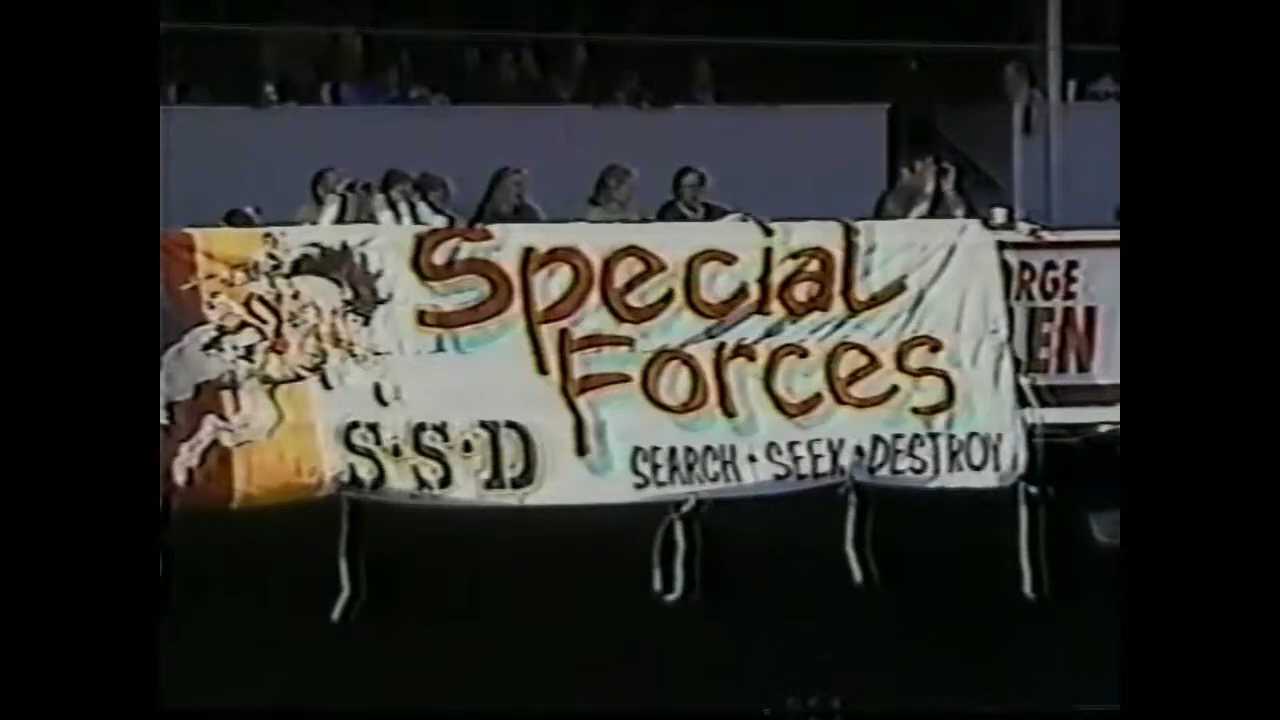 Special
Forces
S·S·D
SEARCH · SEEK · DESTROY
RGE
EN